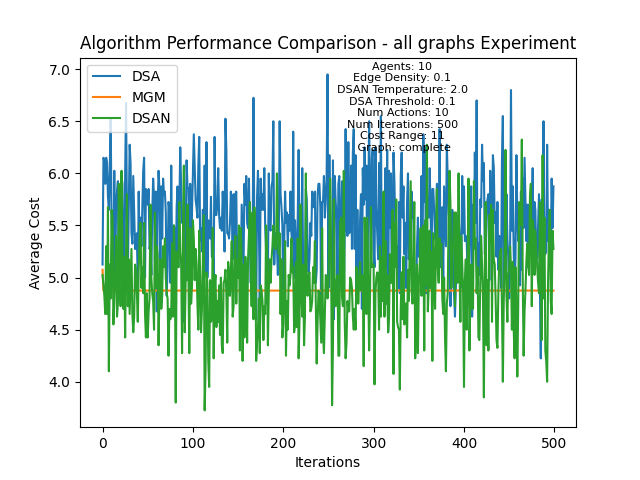 Algorithm Performance Comparison - all graphs Experiment
DSA
MGM
DSAN
Agents: 10
Edge Density: 0.1
DSAN Temperature: 2.0
DSA Threshold: 0.1
Num Actions: 10
Num Iterations: 500
Cost Range: 11
Graph: complete
Average Cost
7.0
6.5
6.0
5.5
5.0
4.5
4.0
0 100 200 300 400 500
Iterations